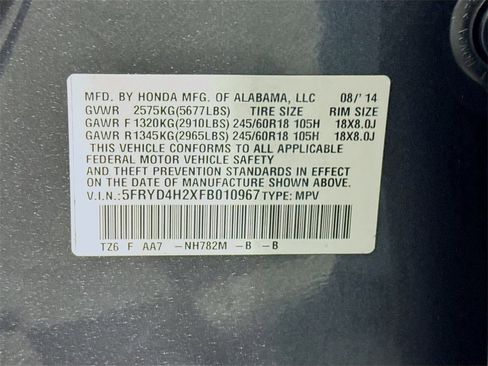 MFD. BY HONDA MFG. OF ALABAMA, LLC 08/'14
GVWR 2575KG(5677LBS) TIRE SIZE RIM SIZE
GAWR F 1320KG(2910LBS) 245/60R18 105H 18X8.0J
GAWR R1345KG(2965LBS) 245/60R18 105H 18X8.0J
THIS VEHICLE CONFORMS TO APPLICABLE
FEDERAL MOTOR VEHICLE SAFETY
AND THEFT PREVENTION STANDARDS IN EFFECT
ON THE DATE OF MANUFACTURE SHOWN ABOVE.
V.I.N.: 5FRYD4H2XFB010967 TYPE: MPV
TZ6 F AA7 -NH782M -B -B